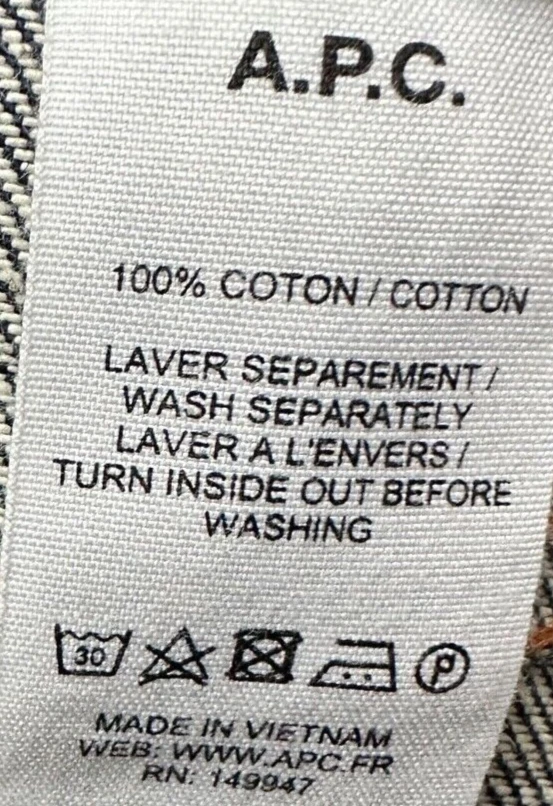 A.P.C.
100% COTON / COTTON
LAVER SEPAREMENT /
WASH SEPARATELY
LAVER A L'ENVERS /
TURN INSIDE OUT BEFORE
WASHING
30 P
MADE IN VIETNAM
WEB: WWW.APC.FR
RN: 149947